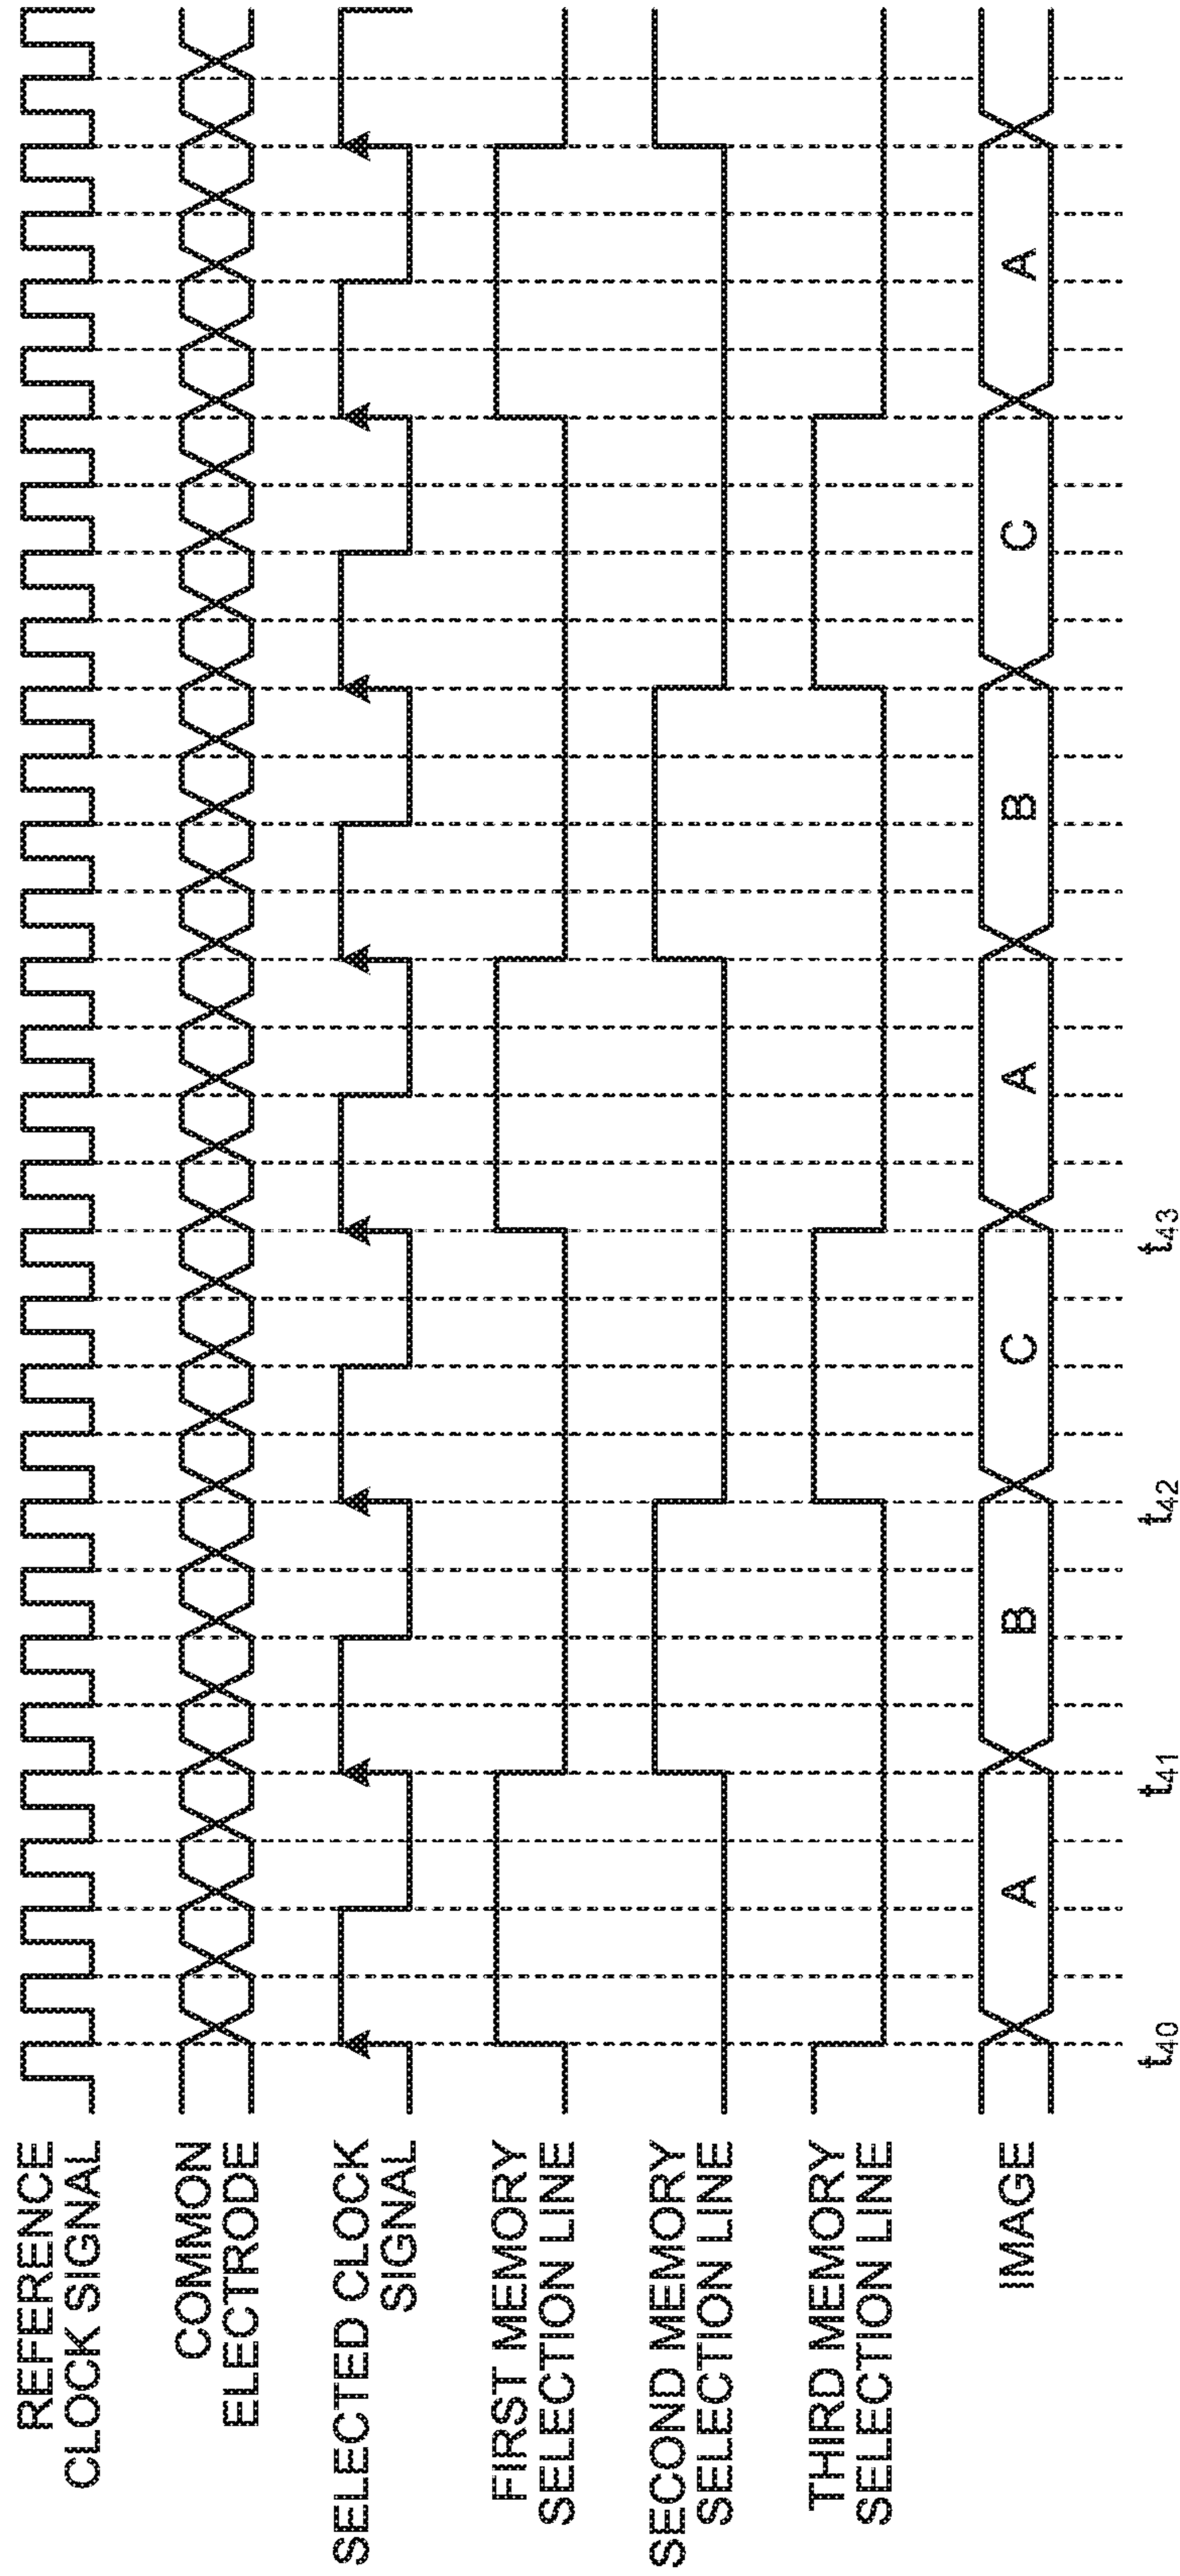 REFERENCE
CLOCK SIGNAL
COMMON
ELECTRODE
SELECTED CLOCK
SIGNAL
FIRST MEMORY
SELECTION LINE
SECOND MEMORY
SELECTION LINE
THIRD MEMORY
SELECTION LINE
IMAGE A B C A B C A
t40 t41 t42 t43